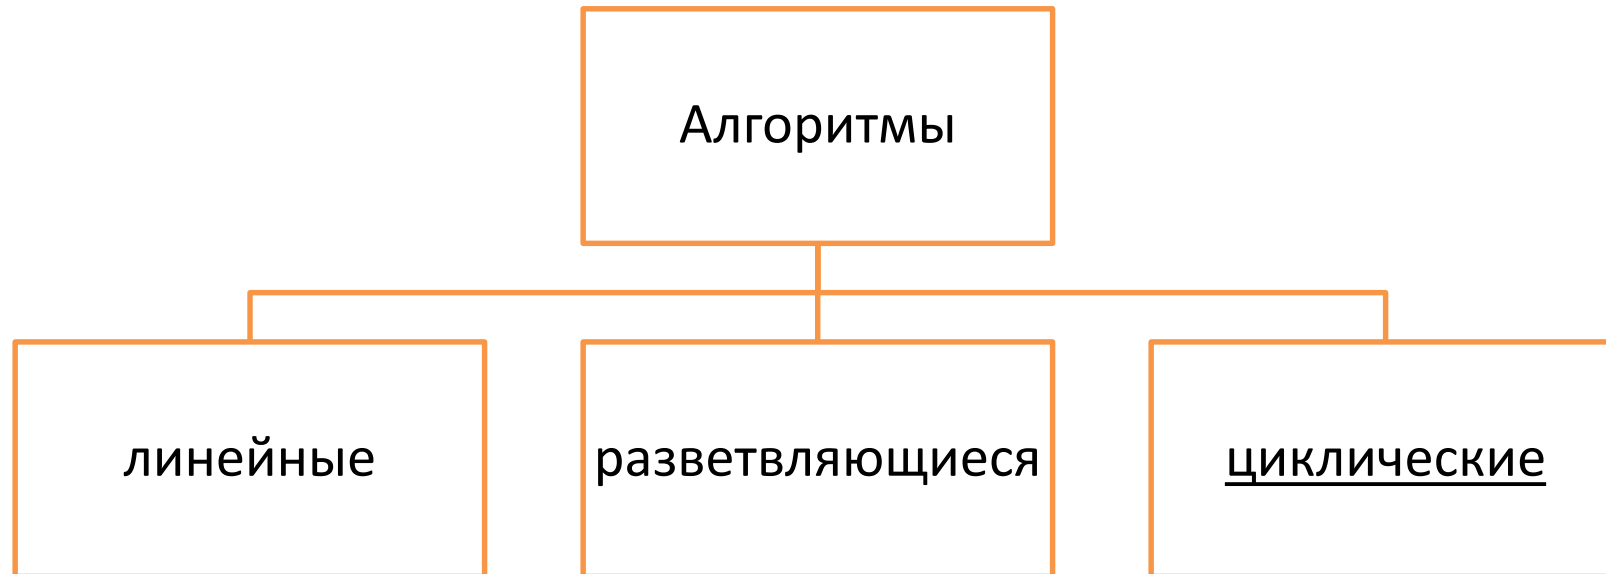 Алгоритмы
линейные
разветвляющиеся
циклические